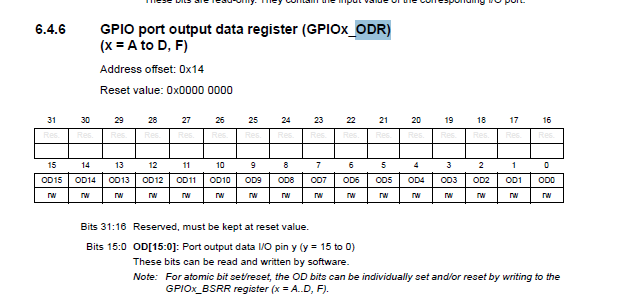 These bits are read-only. They contain the input value of the corresponding I/O port.
6.4.6 GPIO port output data register (GPIOx_ODR)
(x = A to D, F)
Address offset: 0x14
Reset value: 0x0000 0000
31 30 29 28 27 26 25 24 23 22 21 20 19 18 17 16
Res. Res. Res. Res. Res. Res. Res. Res. Res. Res. Res. Res. Res. Res. Res. Res.
15 14 13 12 11 10 9 8 7 6 5 4 3 2 1 0
OD15 OD14 OD13 OD12 OD11 OD10 OD9 OD8 OD7 OD6 OD5 OD4 OD3 OD2 OD1 OD0
rw rw rw rw rw rw rw rw rw rw rw rw rw rw rw rw
Bits 31:16 Reserved, must be kept at reset value.
Bits 15:0 OD[15:0]: Port output data I/O pin y (y = 15 to 0)
These bits can be read and written by software.
Note: For atomic bit set/reset, the OD bits can be individually set and/or reset by writing to the
GPIOx_BSRR register (x = A..D, F).